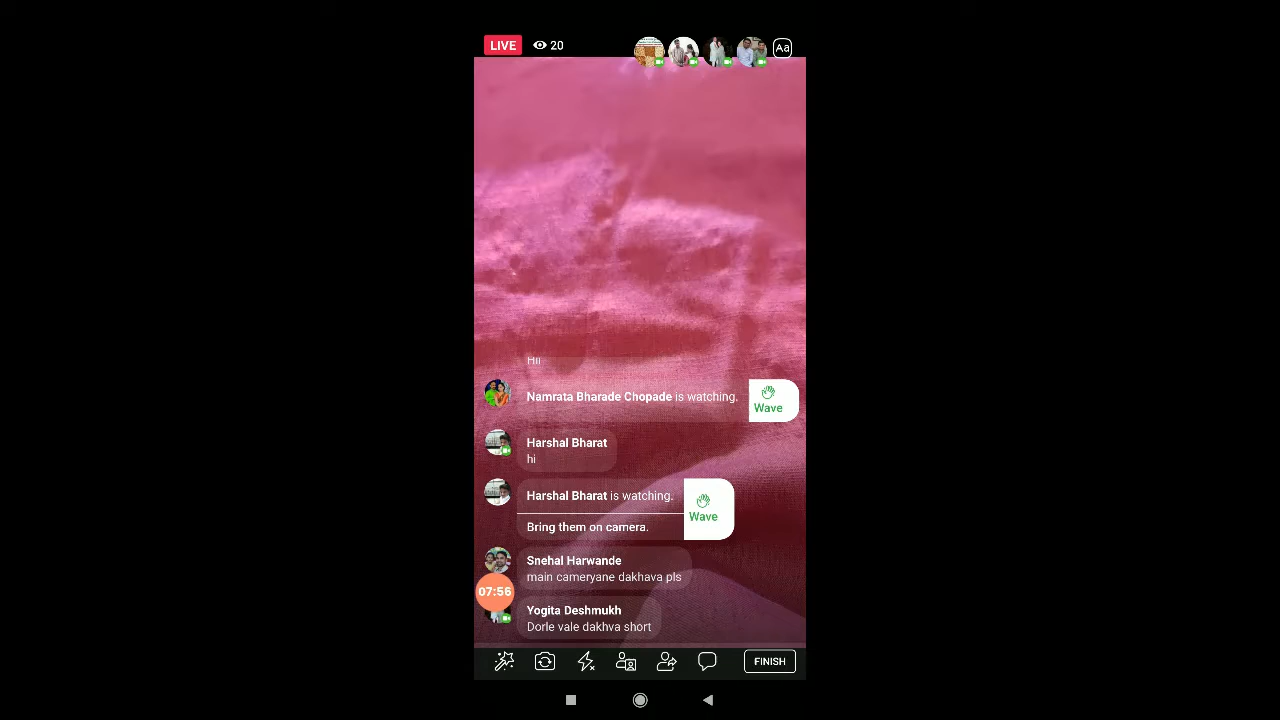 LIVE
20
Aa
Hii
Namrata Bharade Chopade is watching.
Wave
Harshal Bharat
hi
Harshal Bharat is watching.
Wave
Bring them on camera.
Snehal Harwande
main cameryane dakhava pls
07:56
Yogita Deshmukh
Dorle vale dakhva short
FINISH